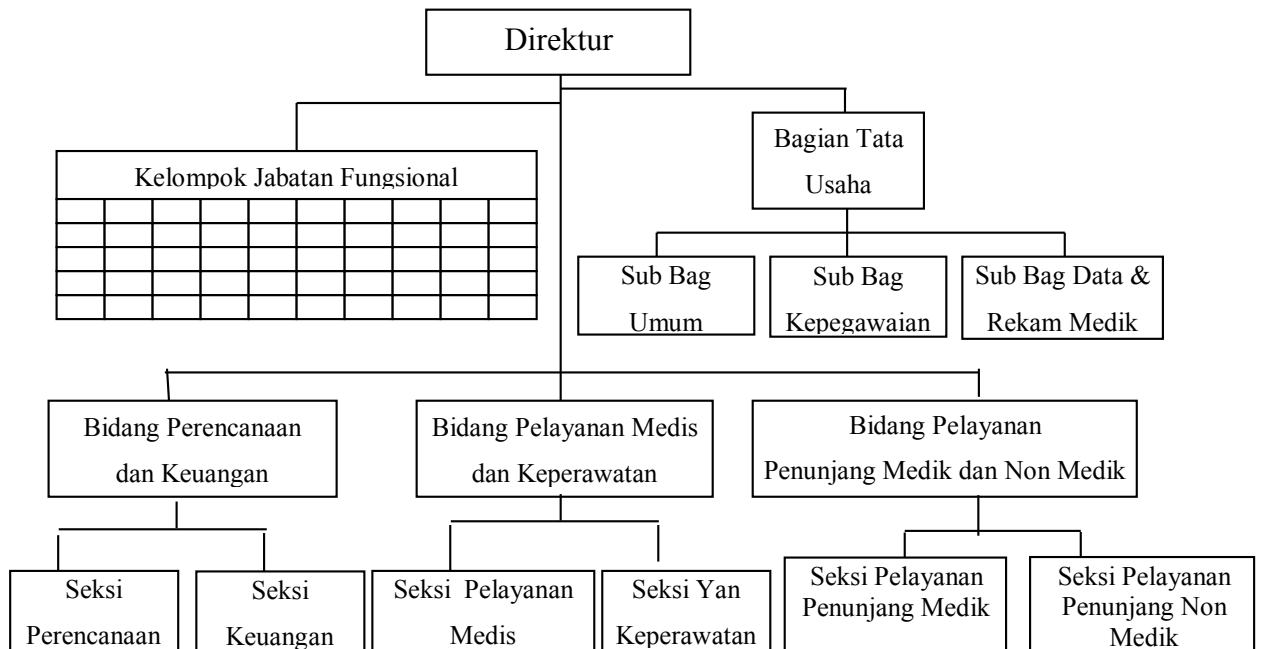 Direktur
Bagian Tata
Usaha
Kelompok Jabatan Fungsional
Sub Bag
Umum
Sub Bag
Kepegawaian
Sub Bag Data &
Rekam Medik
Bidang Perencanaan
dan Keuangan
Bidang Pelayanan Medis
dan Keperawatan
Bidang Pelayanan
Penunjang Medik dan Non Medik
Seksi
Perencanaan
Seksi
Keuangan
Seksi Pelayanan
Medis
Seksi Yan
Keperawatan
Seksi Pelayanan
Penunjang Medik
Seksi Pelayanan
Penunjang Non
Medik